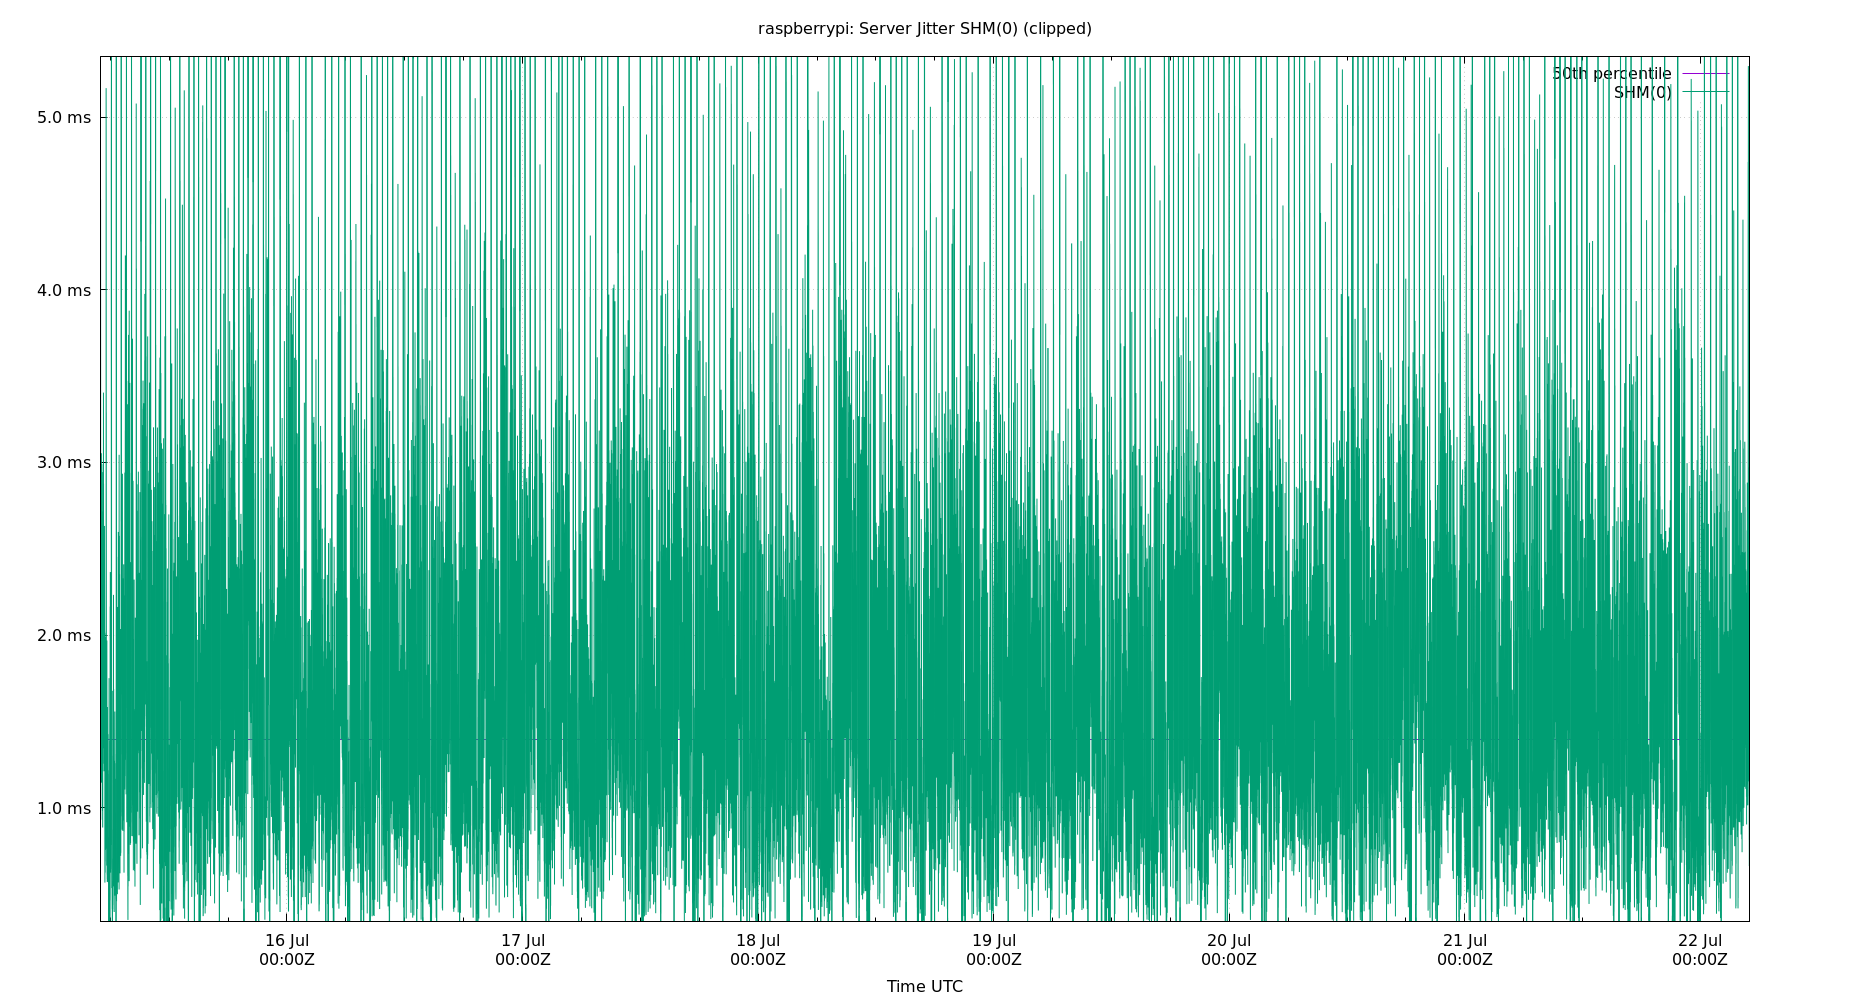 raspberrypi: Server Jitter SHM(0) (clipped)
50th percentile
SHM(0)
5.0 ms
4.0 ms
3.0 ms
2.0 ms
1.0 ms
16 Jul 17 Jul 18 Jul 19 Jul 20 Jul 21 Jul 22 Jul
00:00Z 00:00Z 00:00Z 00:00Z 00:00Z 00:00Z 00:00Z
Time UTC